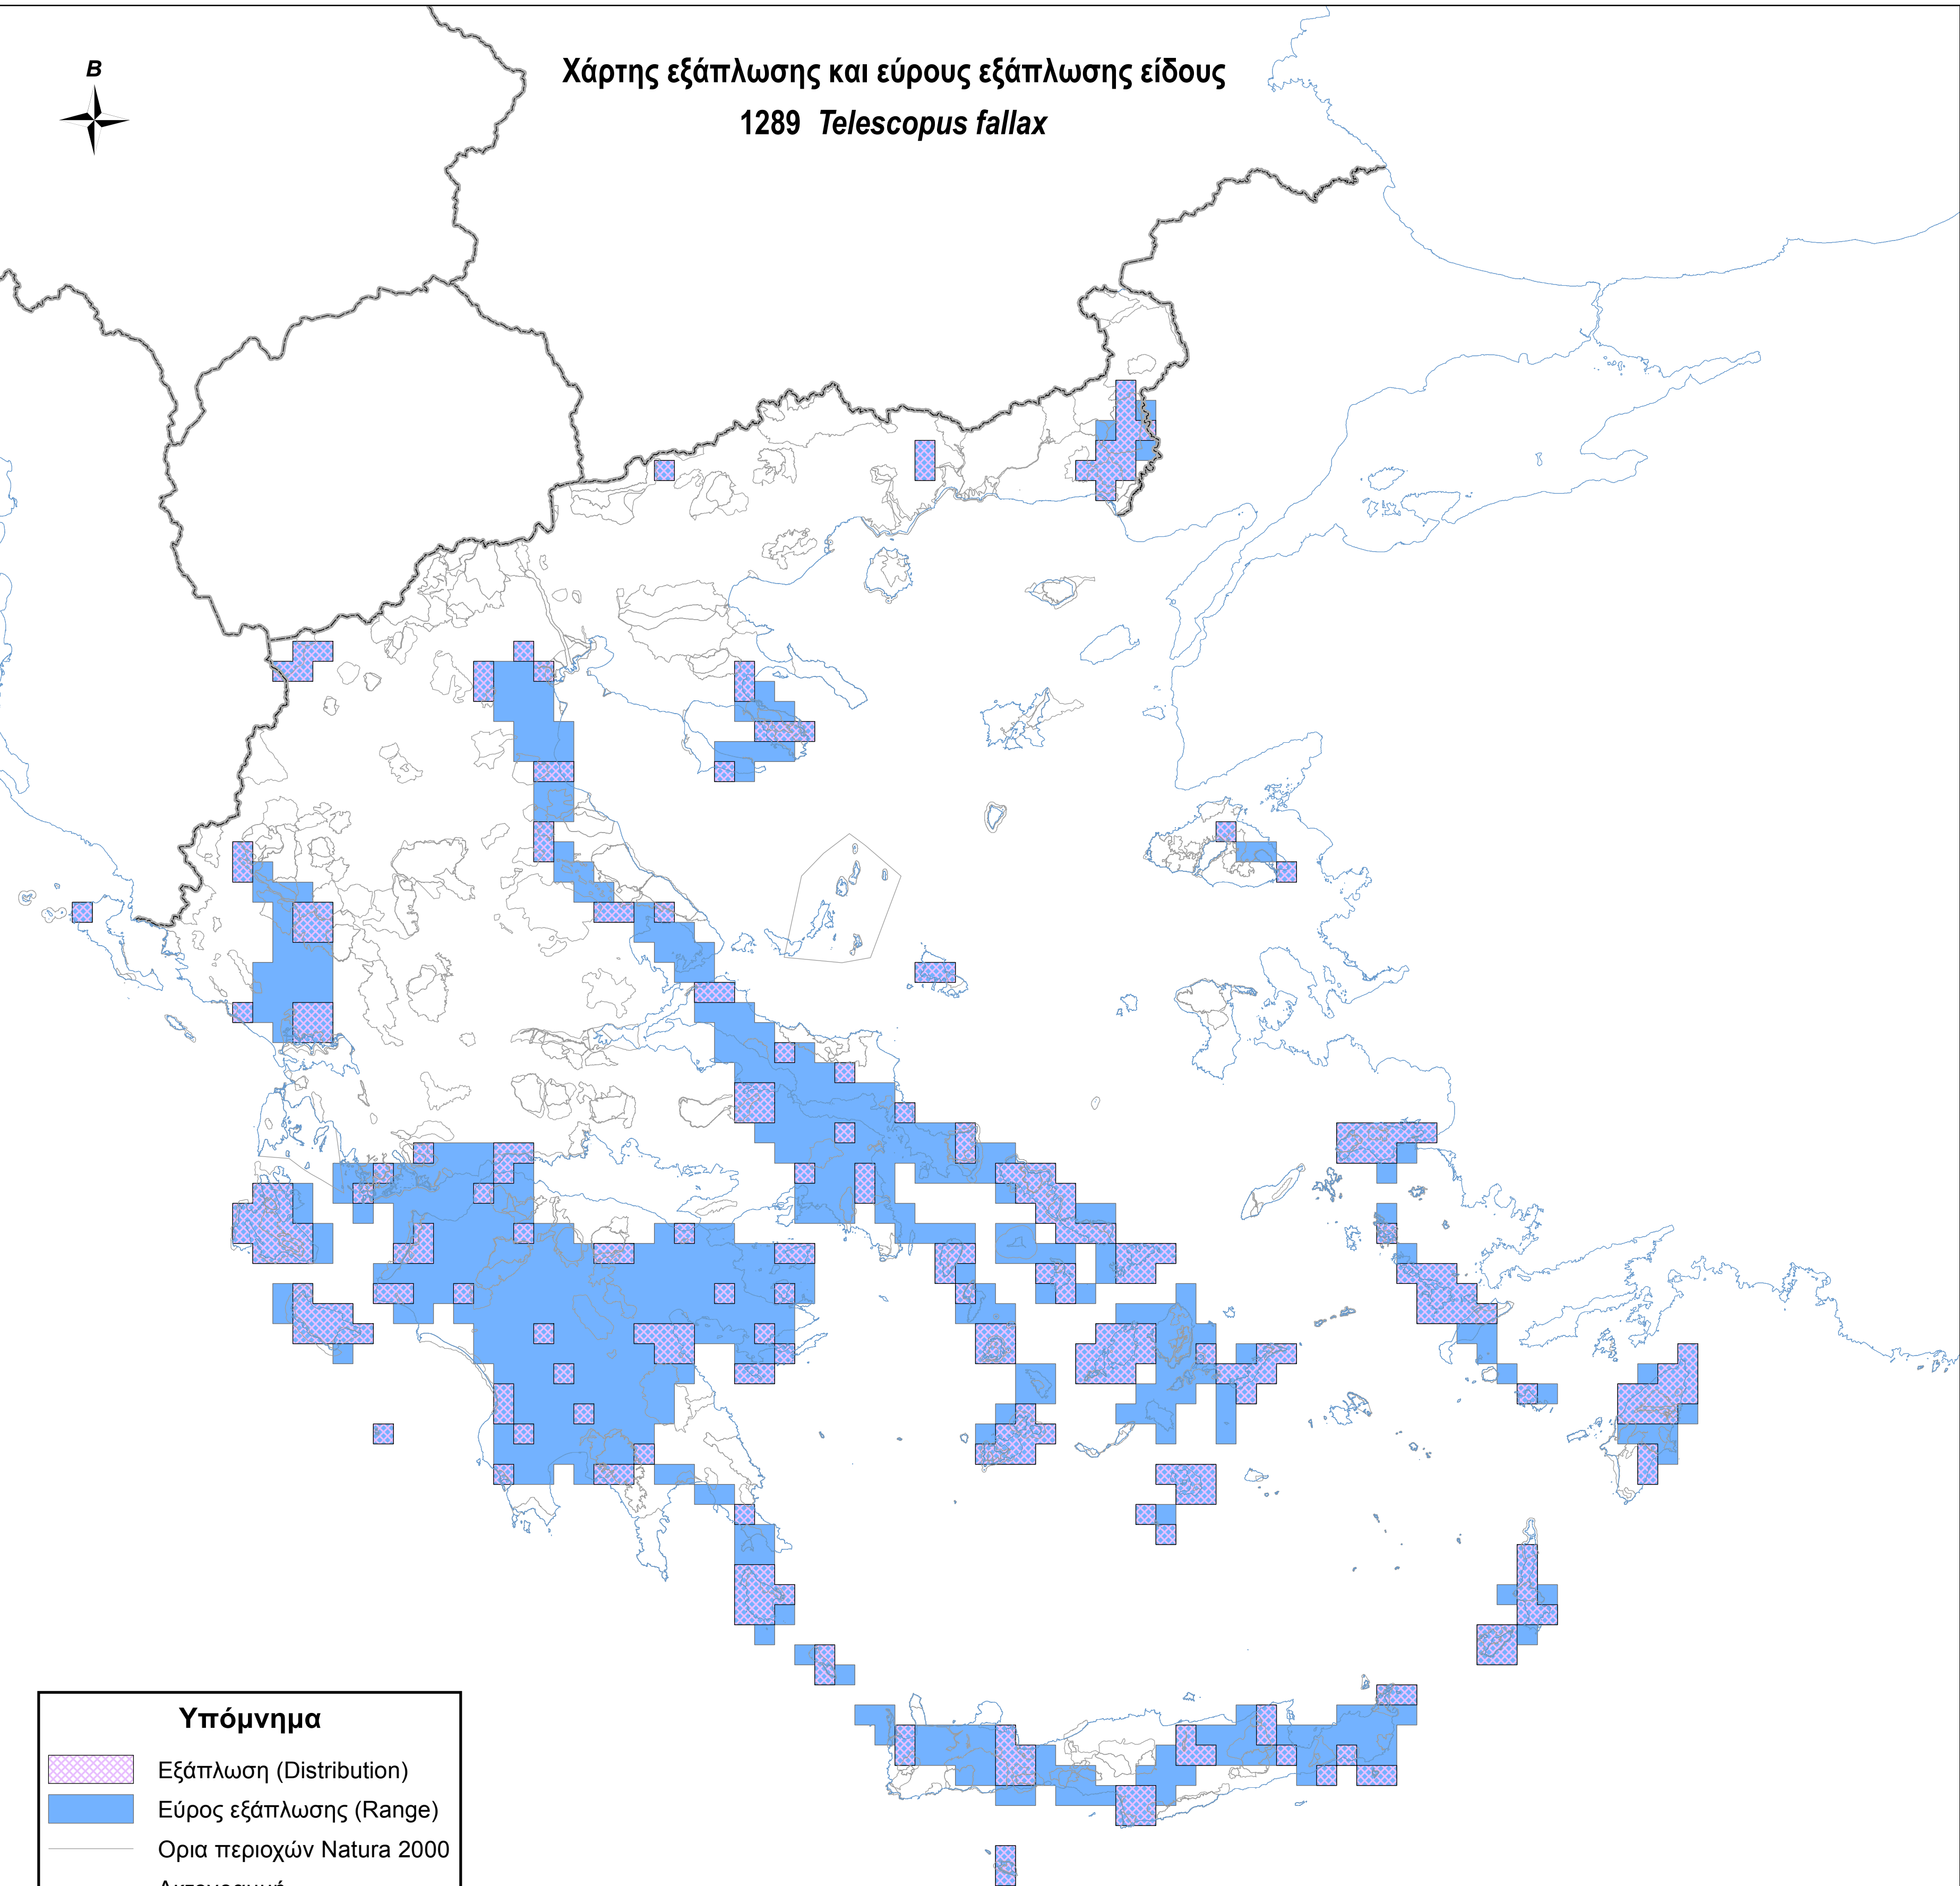 B
Χάρτης εξάπλωσης και εύρους εξάπλωσης είδους
1289 Telescopus fallax
Υπόμνημα
Εξάπλωση (Distribution)
Εύρος εξάπλωσης (Range)
Ορια περιοχών Natura 2000